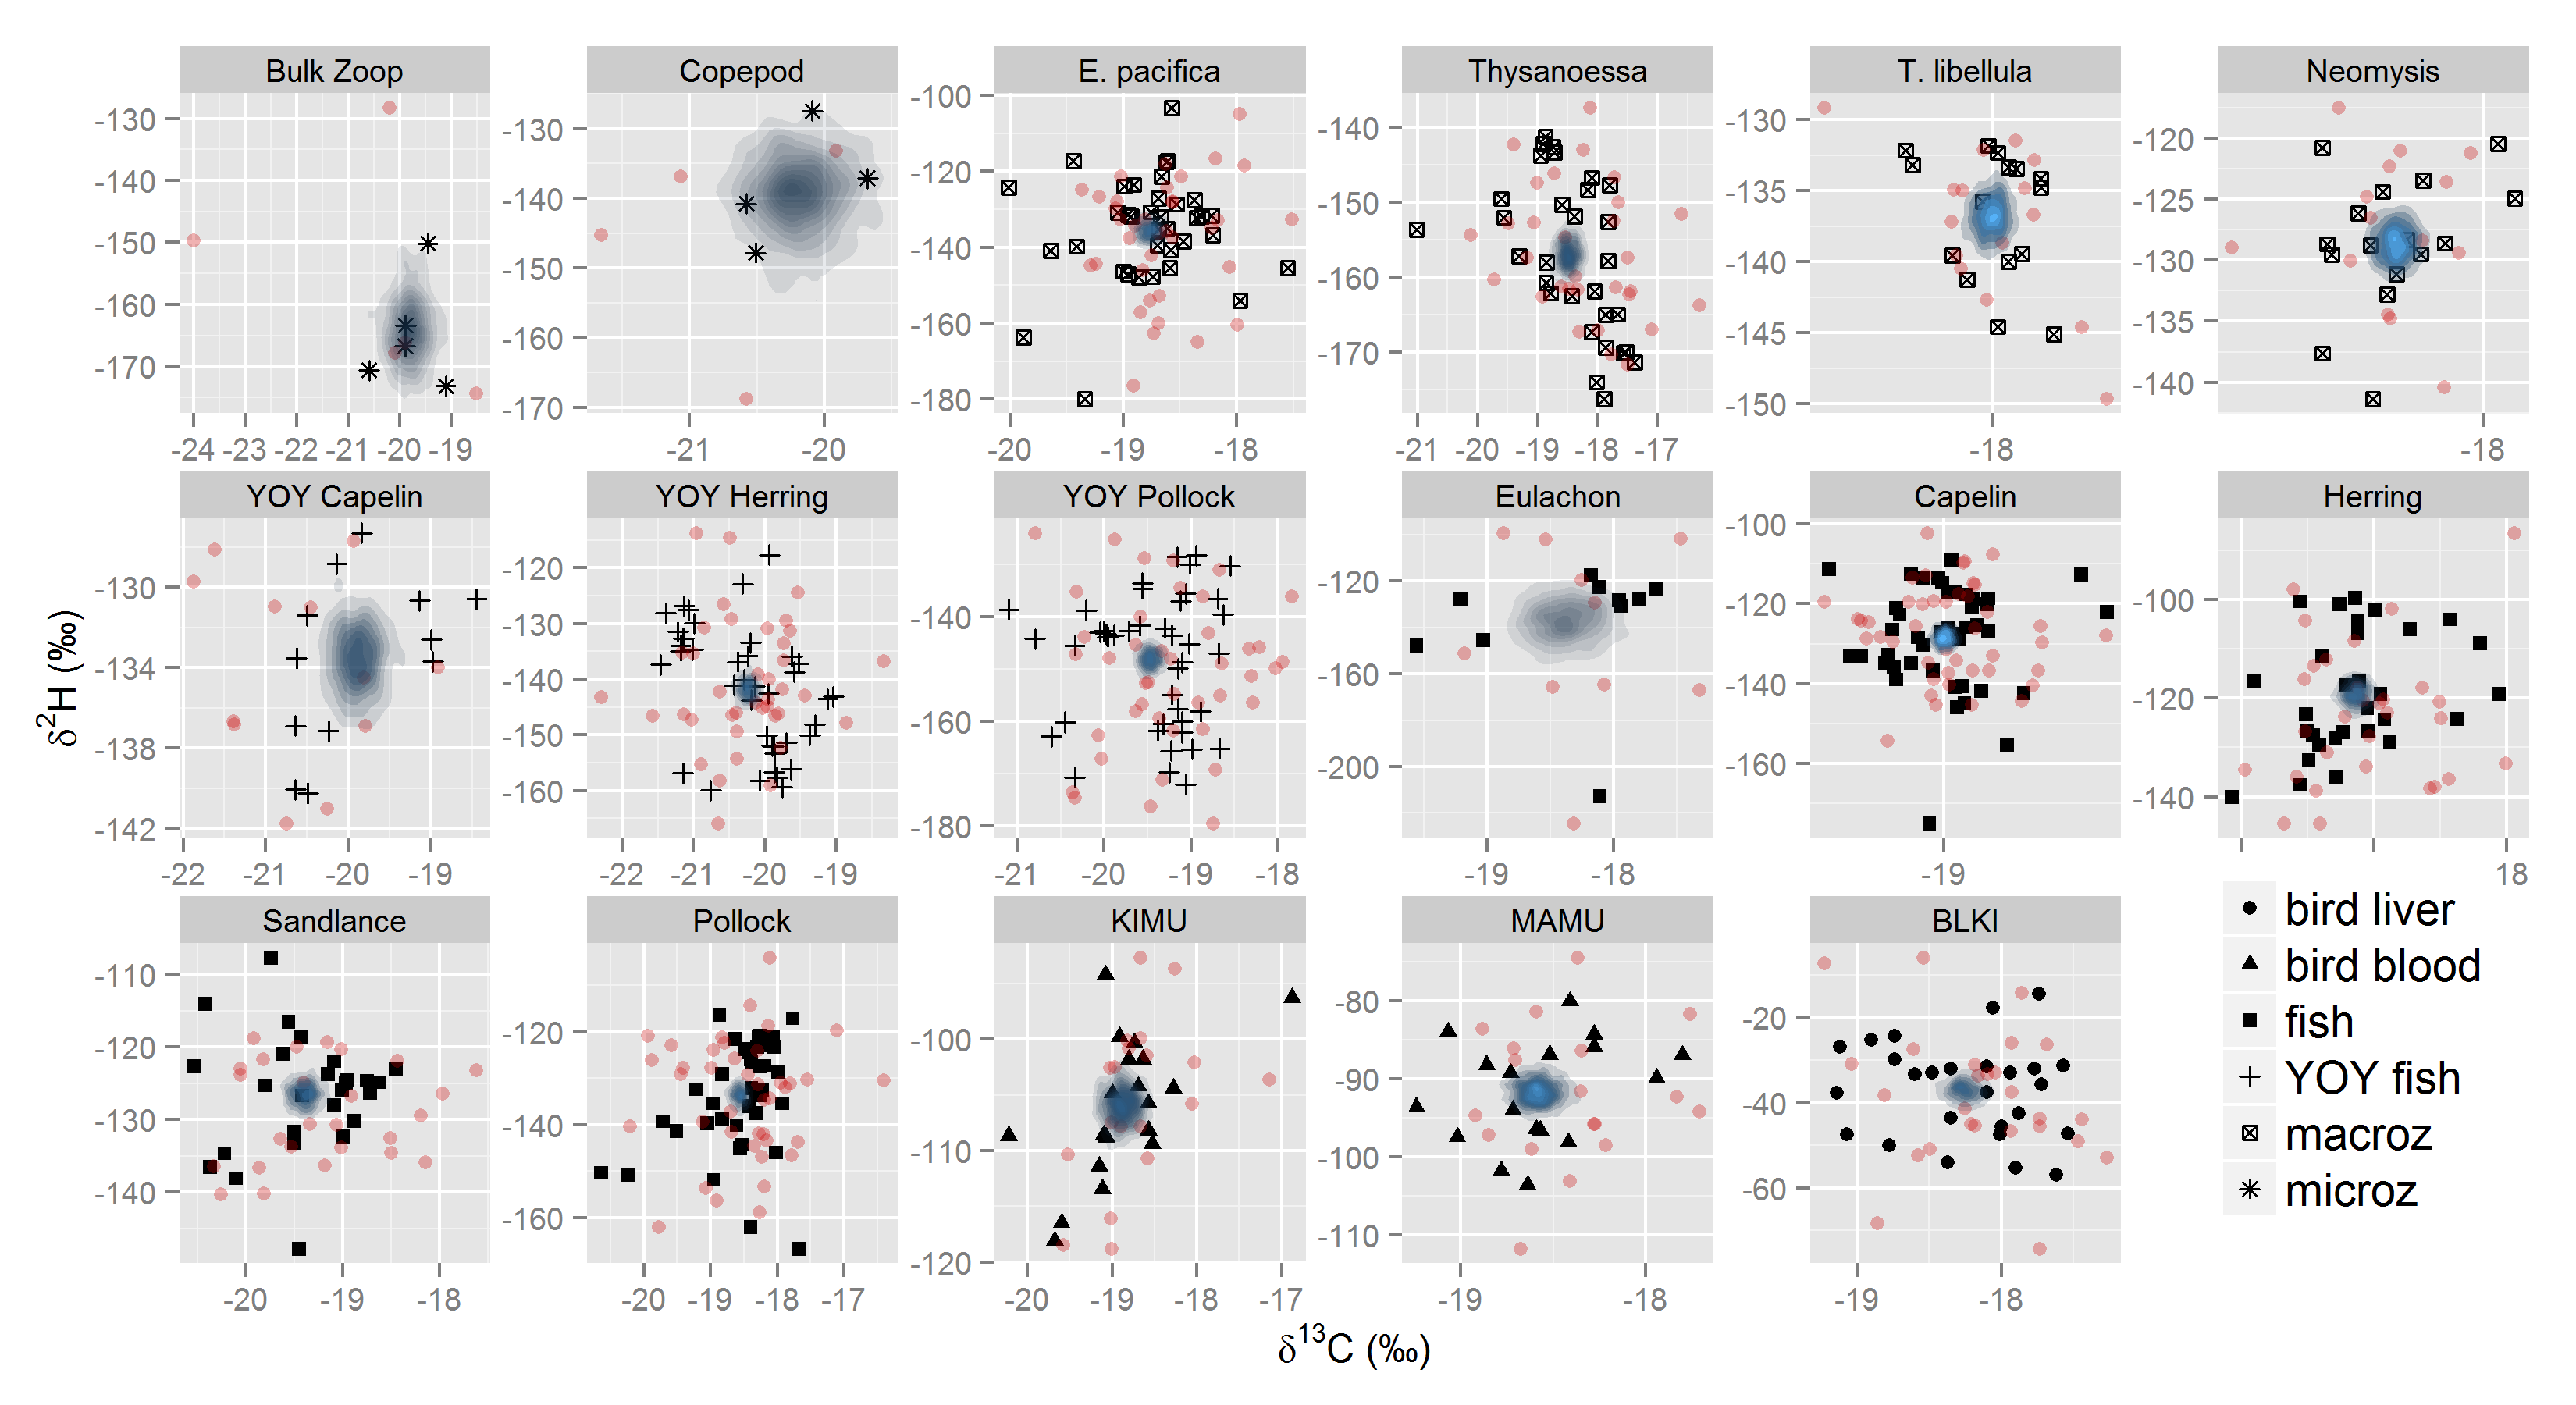 Bulk Zoop Copepod E. pacifica Thysanoessa T. libellula Neomysis
-130 -140 -150 -160 -170
-24 -23 -22 -21 -20 -19
-130 -140 -150 -160 -170
-21 -20
-100 -120 -140 -160 -180
-20 -19 -18
-140 -150 -160 -170
-21 -20 -19 -18 -17
-130 -135 -140 -145 -150
-18
-120 -125 -130 -135 -140
-18
YOY Capelin YOY Herring YOY Pollock Eulachon Capelin Herring
-130 -134 -138 -142
-22 -21 -20 -19
-120 -130 -140 -150 -160
-22 -21 -20 -19
-140 -160 -180
-21 -20 -19 -18
-120 -160 -200
-19 -18
-100 -120 -140 -160
-19
-100 -120 -140
18
Sandlance Pollock KIMU MAMU BLKI
-110 -120 -130 -140
-20 -19 -18
-120 -140 -160
-20 -19 -18 -17
-100 -110 -120
-20 -19 -18 -17
-80 -90 -100 -110
-19 -18
-20 -40 -60
-19 -18
δ²H (‰)
δ¹³C (‰)
bird liver
bird blood
fish
YOY fish
macroz
microz